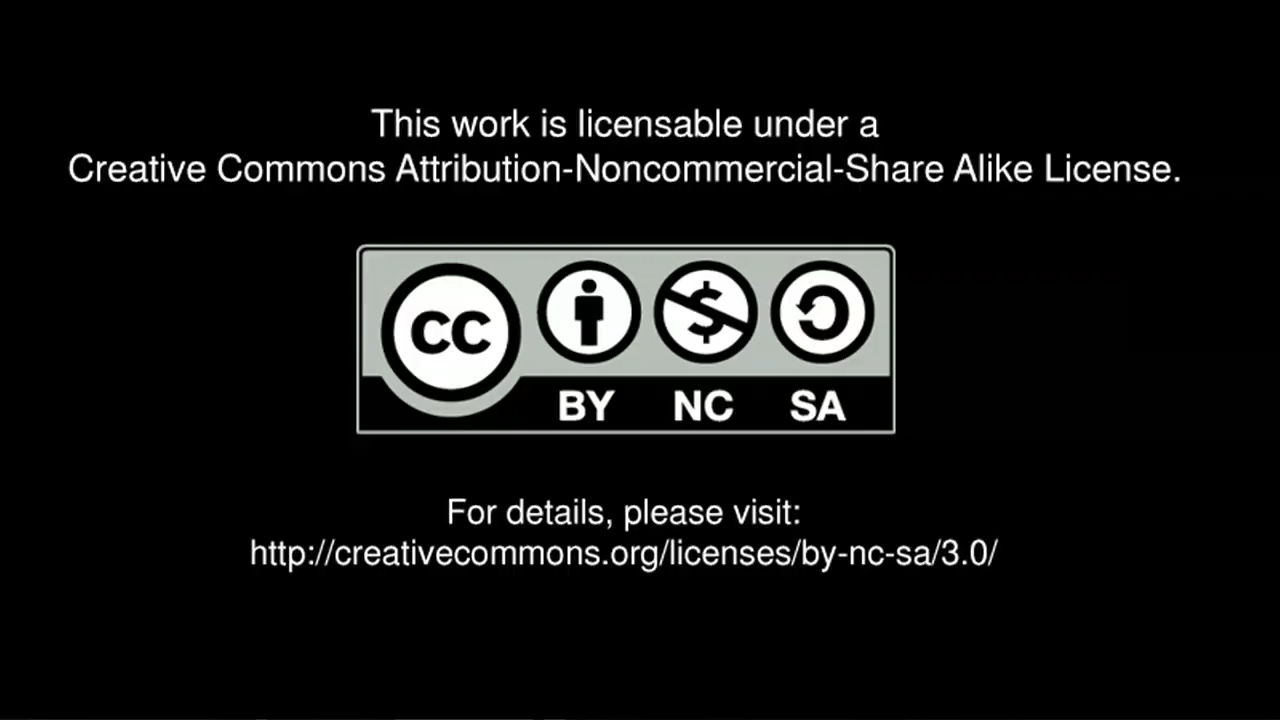 This work is licensable under a
Creative Commons Attribution-Noncommercial-Share Alike License.
CC
BY NC SA
For details, please visit:
http://creativecommons.org/licenses/by-nc-sa/3.0/